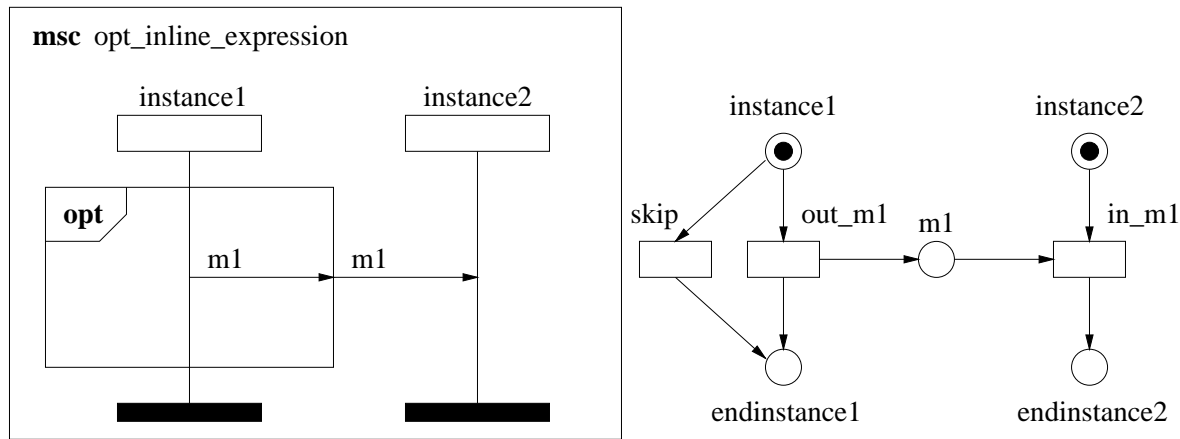 msc opt_inline_expression
instance1 instance2
opt
m1 m1
instance1 instance2
skip out_m1 m1 in_m1
endinstance1 endinstance2